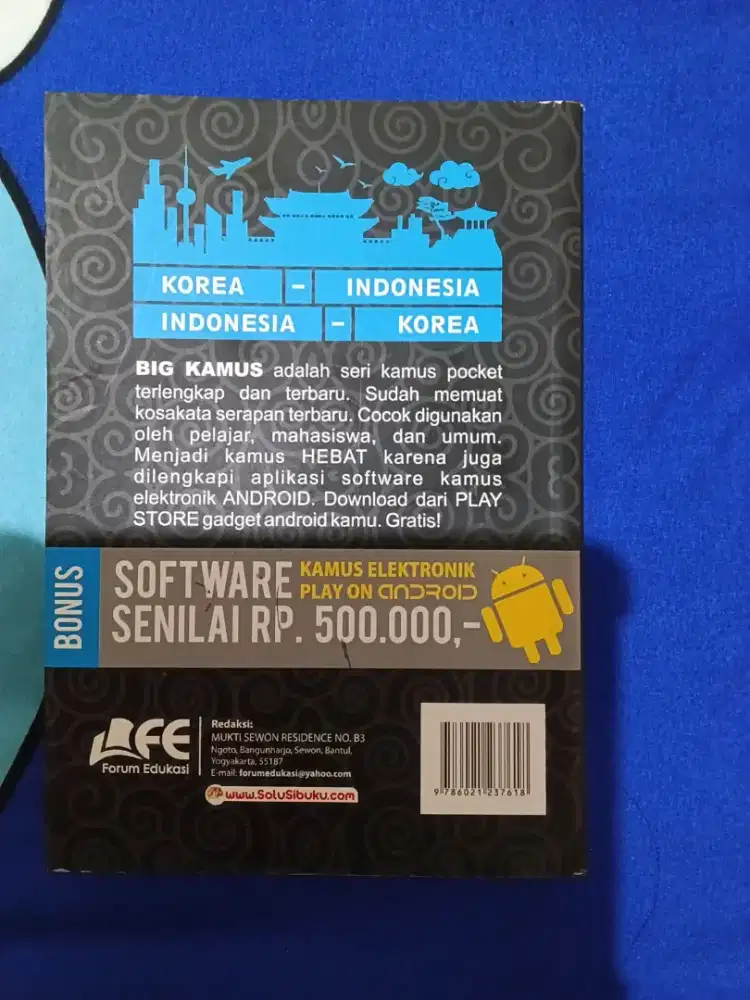 KOREA – INDONESIA
INDONESIA – KOREA
BIG KAMUS adalah seri kamus pocket
terlengkap dan terbaru. Sudah memuat
kosakata serapan terbaru. Cocok digunakan
oleh pelajar, mahasiswa, dan umum.
Menjadi kamus HEBAT karena juga
dilengkapi aplikasi software kamus
elektronik ANDROID. Download dari PLAY
STORE gadget android kamu. Gratis!
BONUS
SOFTWARE KAMUS ELEKTRONIK
PLAY ON ANDROID
SENILAI RP. 500.000,-
FE
Forum Edukasi
Redaksi:
MUKTI SEWON RESIDENCE NO. B3
Ngoto, Bangunharjo, Sewon, Bantul,
Yogyakarta, 55187
E-mail: forumedukasi@yahoo.com
www.SoluSibuku.com
9 786021 237618